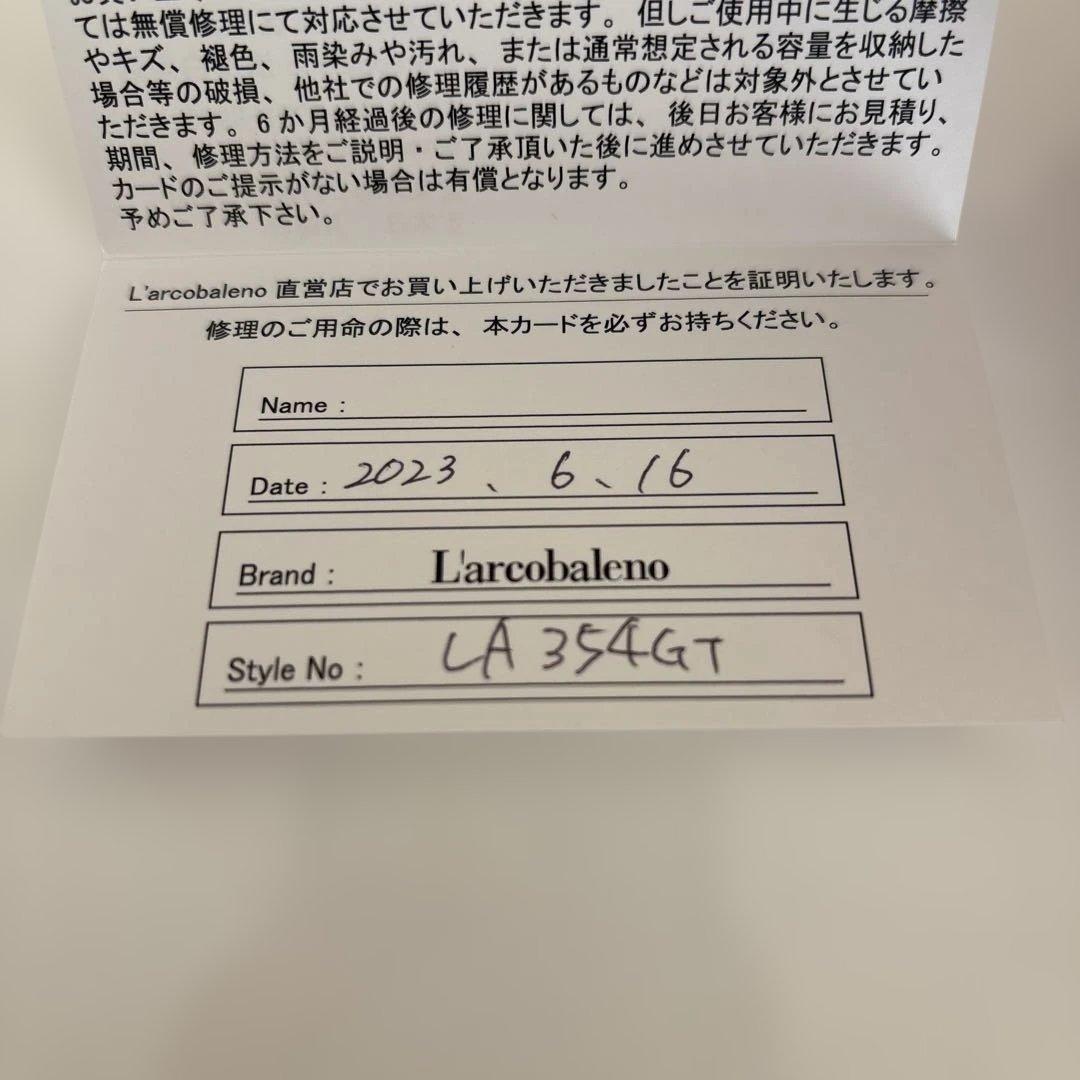 ては無償修理にて対応させていただきます。但しご使用中に生じる摩擦
やキズ、褪色、雨染みや汚れ、または通常想定される容量を収納した
場合等の破損、他社での修理履歴があるものなどは対象外とさせてい
ただきます。6か月経過後の修理に関しては、後日お客様にお見積り、
期間、修理方法をご説明・ご了承頂いた後に進めさせていただきます。
カードのご提示がない場合は有償となります。
予めご了承下さい。
L'arcobaleno 直営店でお買い上げいただきましたことを証明いたします。
修理のご用命の際は、本カードを必ずお持ちください。
Name :
Date : 2023、6、16
Brand : L'arcobaleno
Style No : LA 354GT